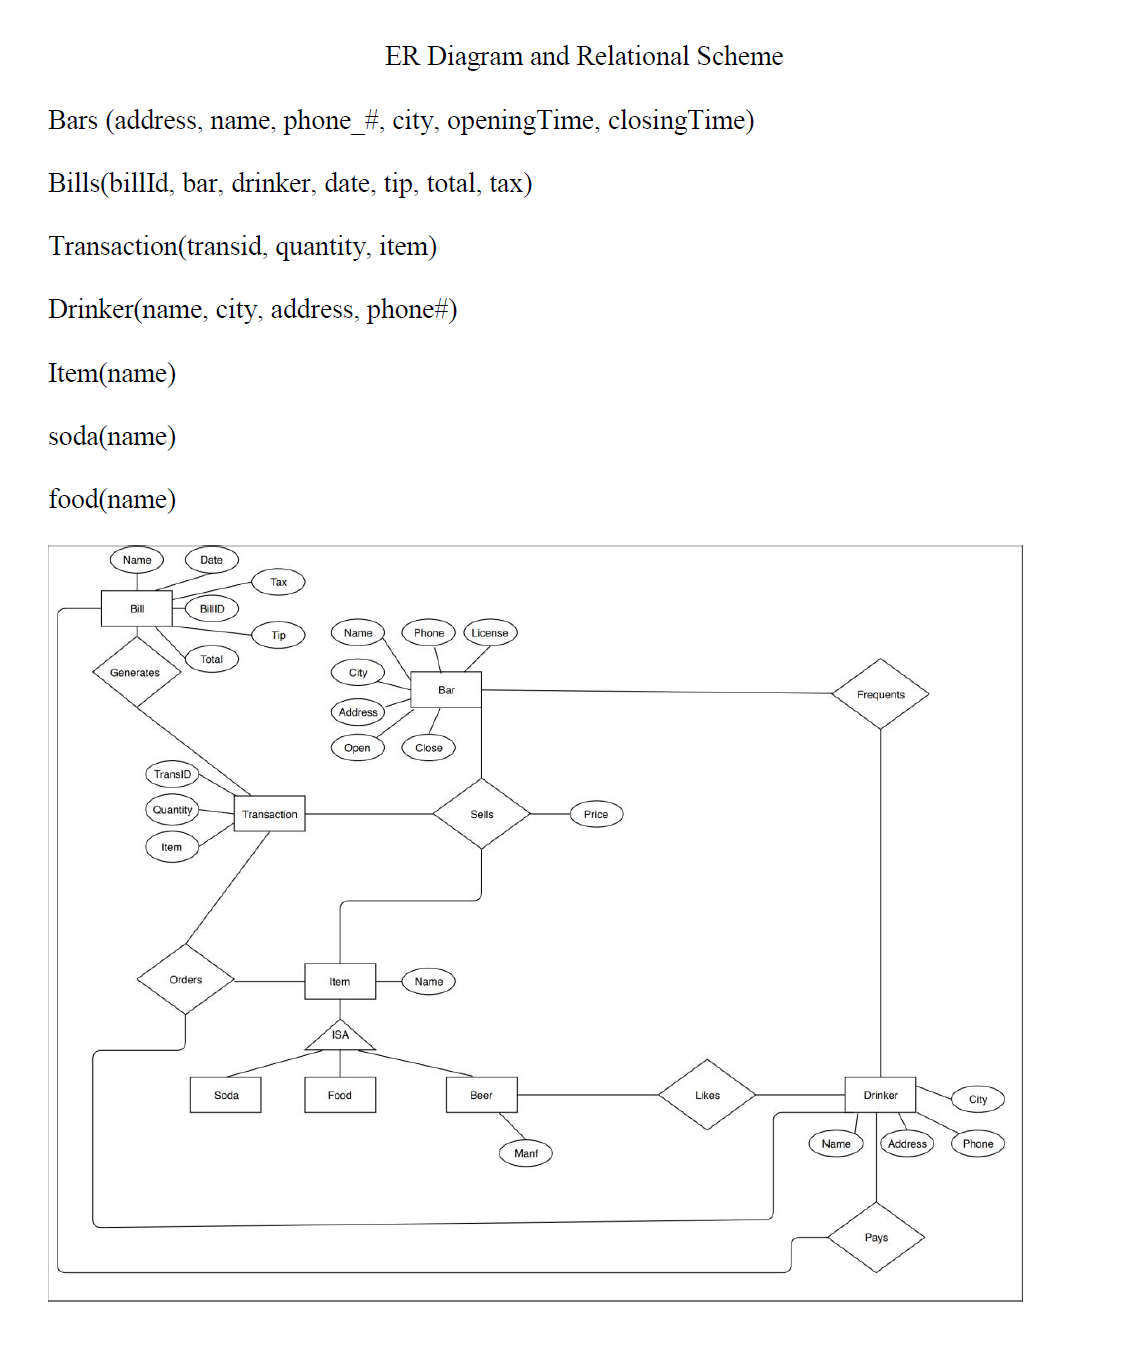 ER Diagram and Relational Scheme
Bars (address, name, phone_#, city, openingTime, closingTime)
Bills(billId, bar, drinker, date, tip, total, tax)
Transaction(transid, quantity, item)
Drinker(name, city, address, phone#)
Item(name)
soda(name)
food(name)
Name
Date
Tax
Bill
BillID
Tip
Total
Generates
Name
Phone
License
City
Bar
Address
Open
Close
Frequents
TransID
Quantity
Item
Transaction
Sells
Price
Orders
Item
Name
ISA
Soda
Food
Beer
Manf
Likes
Drinker
City
Name
Address
Phone
Pays